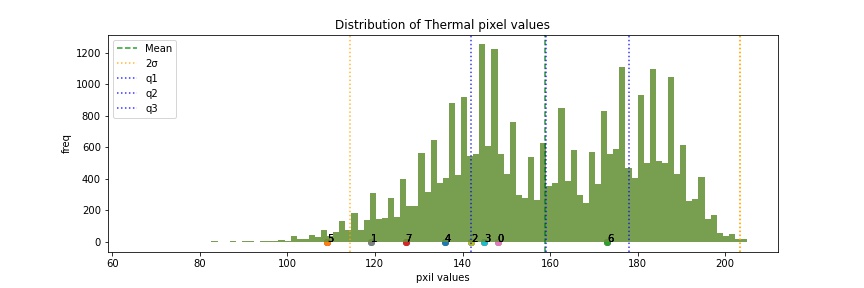 Distribution of Thermal pixel values
Mean
2σ
q1
q2
q3
freq
1200
1000
800
600
400
200
0
5 1 7 4 2 3 0 6
60 80 100 120 140 160 180 200
pxil values